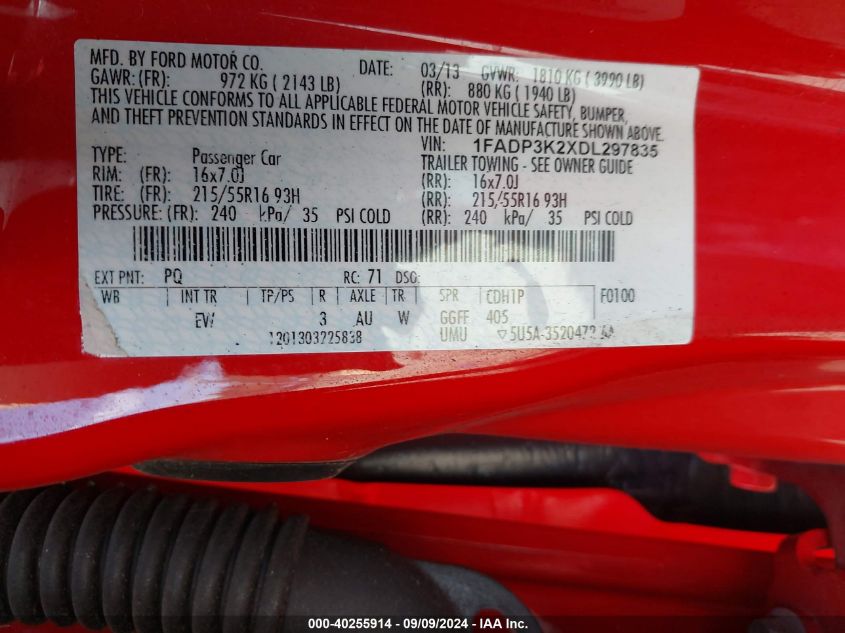 MFD. BY FORD MOTOR CO. DATE: 03/13 GVWR: 1810 KG ( 3990 LB)
GAWR: (FR): 972 KG ( 2143 LB) (RR): 880 KG ( 1940 LB)
THIS VEHICLE CONFORMS TO ALL APPLICABLE FEDERAL MOTOR VEHICLE SAFETY, BUMPER,
AND THEFT PREVENTION STANDARDS IN EFFECT ON THE DATE OF MANUFACTURE SHOWN ABOVE.
VIN: 1FADP3K2XDL297835
TYPE: Passenger Car TRAILER TOWING - SEE OWNER GUIDE
RIM: (FR): 16x7.0J (RR): 16x7.0J
TIRE: (FR): 215/55R16 93H (RR): 215/55R16 93H
PRESSURE: (FR): 240 kPa/ 35 PSI COLD (RR): 240 kPa/ 35 PSI COLD
EXT PNT: PQ RC: 71 DSO:
WB INT TR TP/PS R AXLE TR SPR CDH1P F0100
EW 3 AU W GGFF 405
1201303225838 UMU 5U5A-3520472
000-40255914 - 09/09/2024 - IAA Inc.